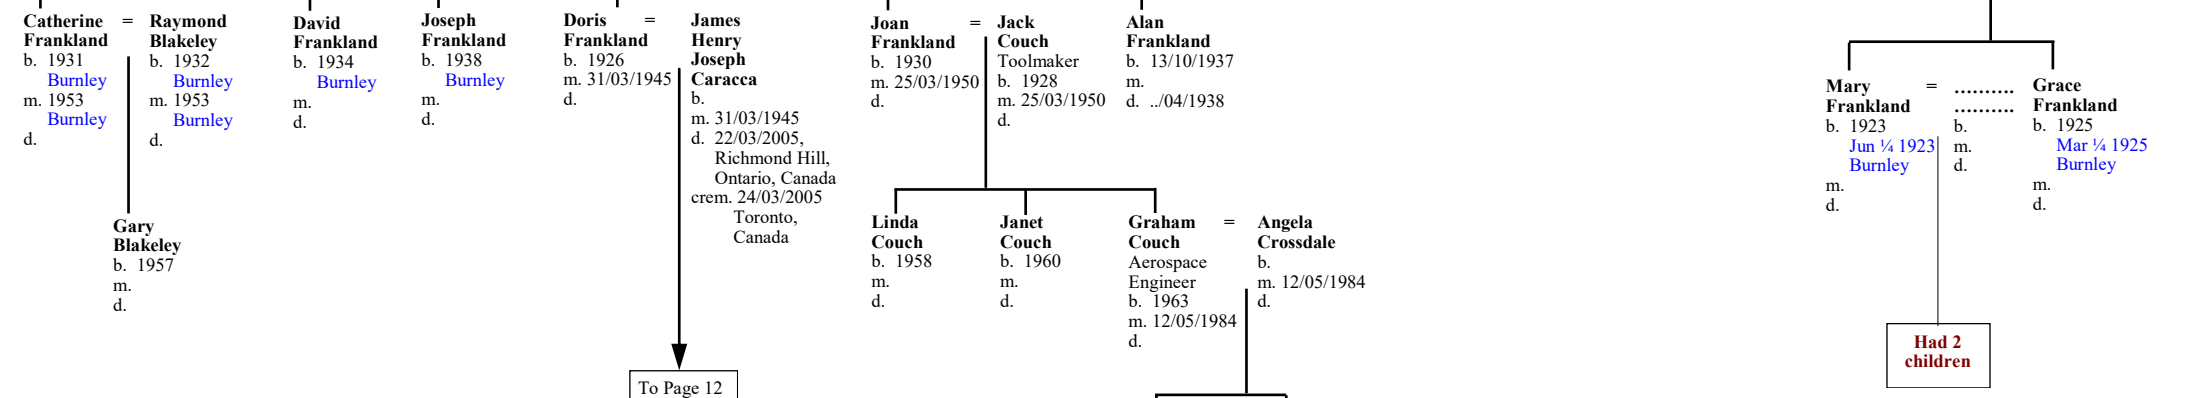 Catherine =
Frankland
b. 1931
Burnley
m. 1953
Burnley
d.
Raymond
Blakeley
b. 1932
Burnley
m. 1953
Burnley
d.
Gary
Blakeley
b. 1957
m.
d.
David
Frankland
b. 1934
Burnley
m.
d.
Joseph
Frankland
b. 1938
Burnley
m.
d.
Doris =
Frankland
b. 1926
m. 31/03/1945
d.
James
Henry
Joseph
Caracca
b.
m. 31/03/1945
d. 22/03/2005,
Richmond Hill,
Ontario, Canada
crem. 24/03/2005
Toronto,
Canada
To Page 12
Joan =
Frankland
b. 1930
m. 25/03/1950
d.
Jack
Couch
Toolmaker
b. 1928
m. 25/03/1950
d.
Alan
Frankland
b. 13/10/1937
m.
d. ../04/1938
Linda
Couch
b. 1958
m.
d.
Janet
Couch
b. 1960
m.
d.
Graham =
Couch
Aerospace
Engineer
b. 1963
m. 12/05/1984
d.
Angela
Crossdale
b.
m. 12/05/1984
d.
Mary =
Frankland
b. 1923
Jun ¼ 1923
Burnley
m.
d.
..........
..........
b.
m.
d.
Grace
Frankland
b. 1925
Mar ¼ 1925
Burnley
m.
d.
Had 2
children